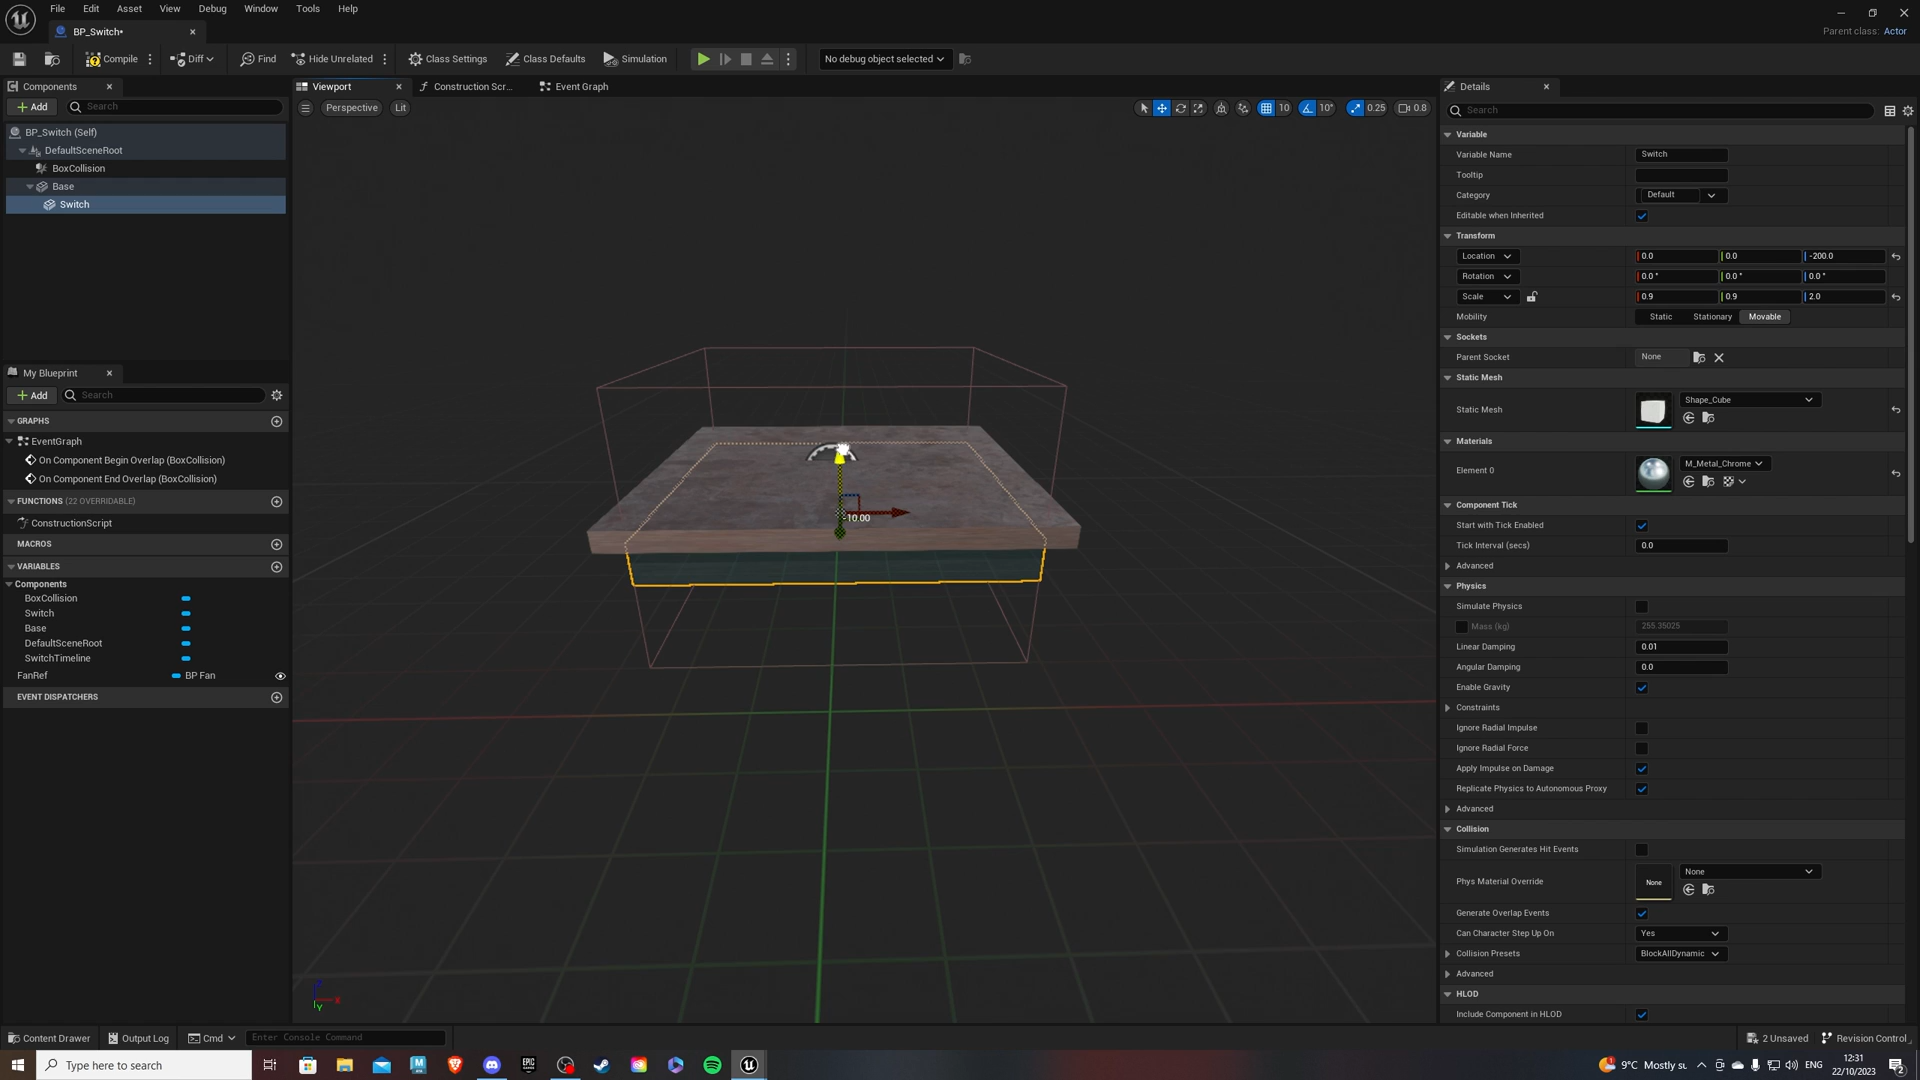 File Edit Asset View Debug Window Tools Help
BP_Switch*
Parent class: Actor
Compile Diff Find Hide Unrelated Class Settings Class Defaults Simulation No debug object selected
Components
Add Search
BP_Switch (Self)
DefaultSceneRoot
BoxCollision
Base
Switch
My Blueprint
Add Search
GRAPHS
EventGraph
On Component Begin Overlap (BoxCollision)
On Component End Overlap (BoxCollision)
FUNCTIONS (22 OVERRIDABLE)
ConstructionScript
MACROS
VARIABLES
Components
BoxCollision
Switch
Base
DefaultSceneRoot
SwitchTimeline
FanRef BP Fan
EVENT DISPATCHERS
Viewport Construction Scr... Event Graph
Perspective Lit 10 10° 0.25 0.8
-10.00
X
Y
Details
Search
Variable
Variable Name Switch
Tooltip
Category Default
Editable when Inherited
Transform
Location 0.0 0.0 -200.0
Rotation 0.0 ° 0.0 ° 0.0 °
Scale 0.9 0.9 2.0
Mobility Static Stationary Movable
Sockets
Parent Socket None
Static Mesh
Static Mesh Shape_Cube
Materials
Element 0 M_Metal_Chrome
Component Tick
Start with Tick Enabled
Tick Interval (secs) 0.0
Advanced
Physics
Simulate Physics
Mass (kg) 255.35025
Linear Damping 0.01
Angular Damping 0.0
Enable Gravity
Constraints
Ignore Radial Impulse
Ignore Radial Force
Apply Impulse on Damage
Replicate Physics to Autonomous Proxy
Advanced
Collision
Simulation Generates Hit Events
Phys Material Override None None
Generate Overlap Events
Can Character Step Up On Yes
Collision Presets BlockAllDynamic
Advanced
HLOD
Include Component in HLOD
Content Drawer Output Log Cmd Enter Console Command 2 Unsaved Revision Control
Type here to search EPIC GAMES 9°C Mostly su ENG
12:31
22/10/2023